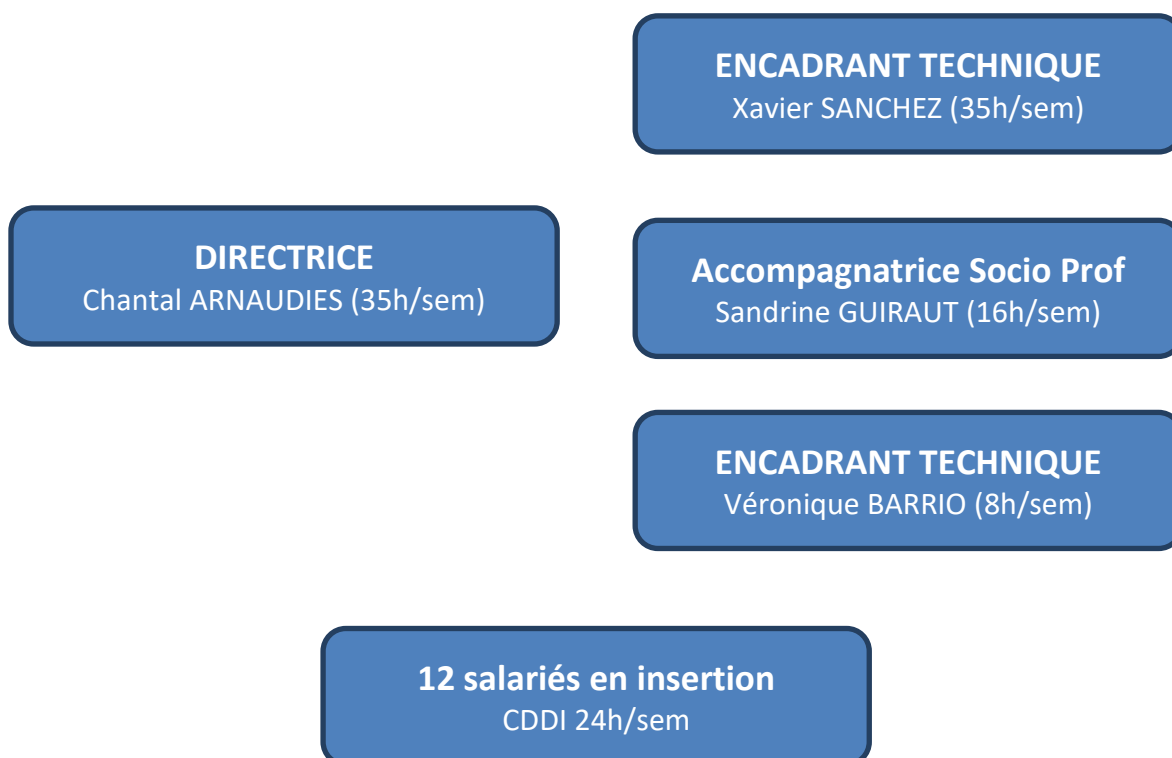 ENCADRANT TECHNIQUE
Xavier SANCHEZ (35h/sem)
DIRECTRICE
Chantal ARNAUDIES (35h/sem)
Accompagnatrice Socio Prof
Sandrine GUIRAUT (16h/sem)
ENCADRANT TECHNIQUE
Véronique BARRIO (8h/sem)
12 salariés en insertion
CDDI 24h/sem